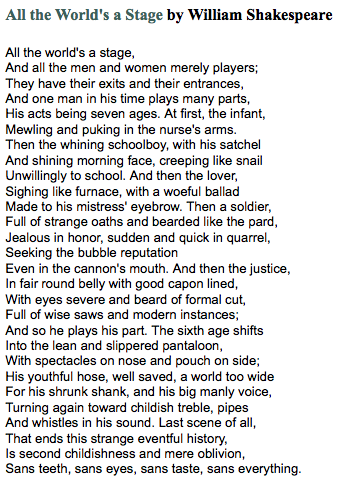 All the World's a Stage by William Shakespeare
All the world's a stage,
And all the men and women merely players;
They have their exits and their entrances,
And one man in his time plays many parts,
His acts being seven ages. At first, the infant,
Mewling and puking in the nurse's arms.
Then the whining schoolboy, with his satchel
And shining morning face, creeping like snail
Unwillingly to school. And then the lover,
Sighing like furnace, with a woeful ballad
Made to his mistress' eyebrow. Then a soldier,
Full of strange oaths and bearded like the pard,
Jealous in honor, sudden and quick in quarrel,
Seeking the bubble reputation
Even in the cannon's mouth. And then the justice,
In fair round belly with good capon lined,
With eyes severe and beard of formal cut,
Full of wise saws and modern instances;
And so he plays his part. The sixth age shifts
Into the lean and slippered pantaloon,
With spectacles on nose and pouch on side;
His youthful hose, well saved, a world too wide
For his shrunk shank, and his big manly voice,
Turning again toward childish treble, pipes
And whistles in his sound. Last scene of all,
That ends this strange eventful history,
Is second childishness and mere oblivion,
Sans teeth, sans eyes, sans taste, sans everything.